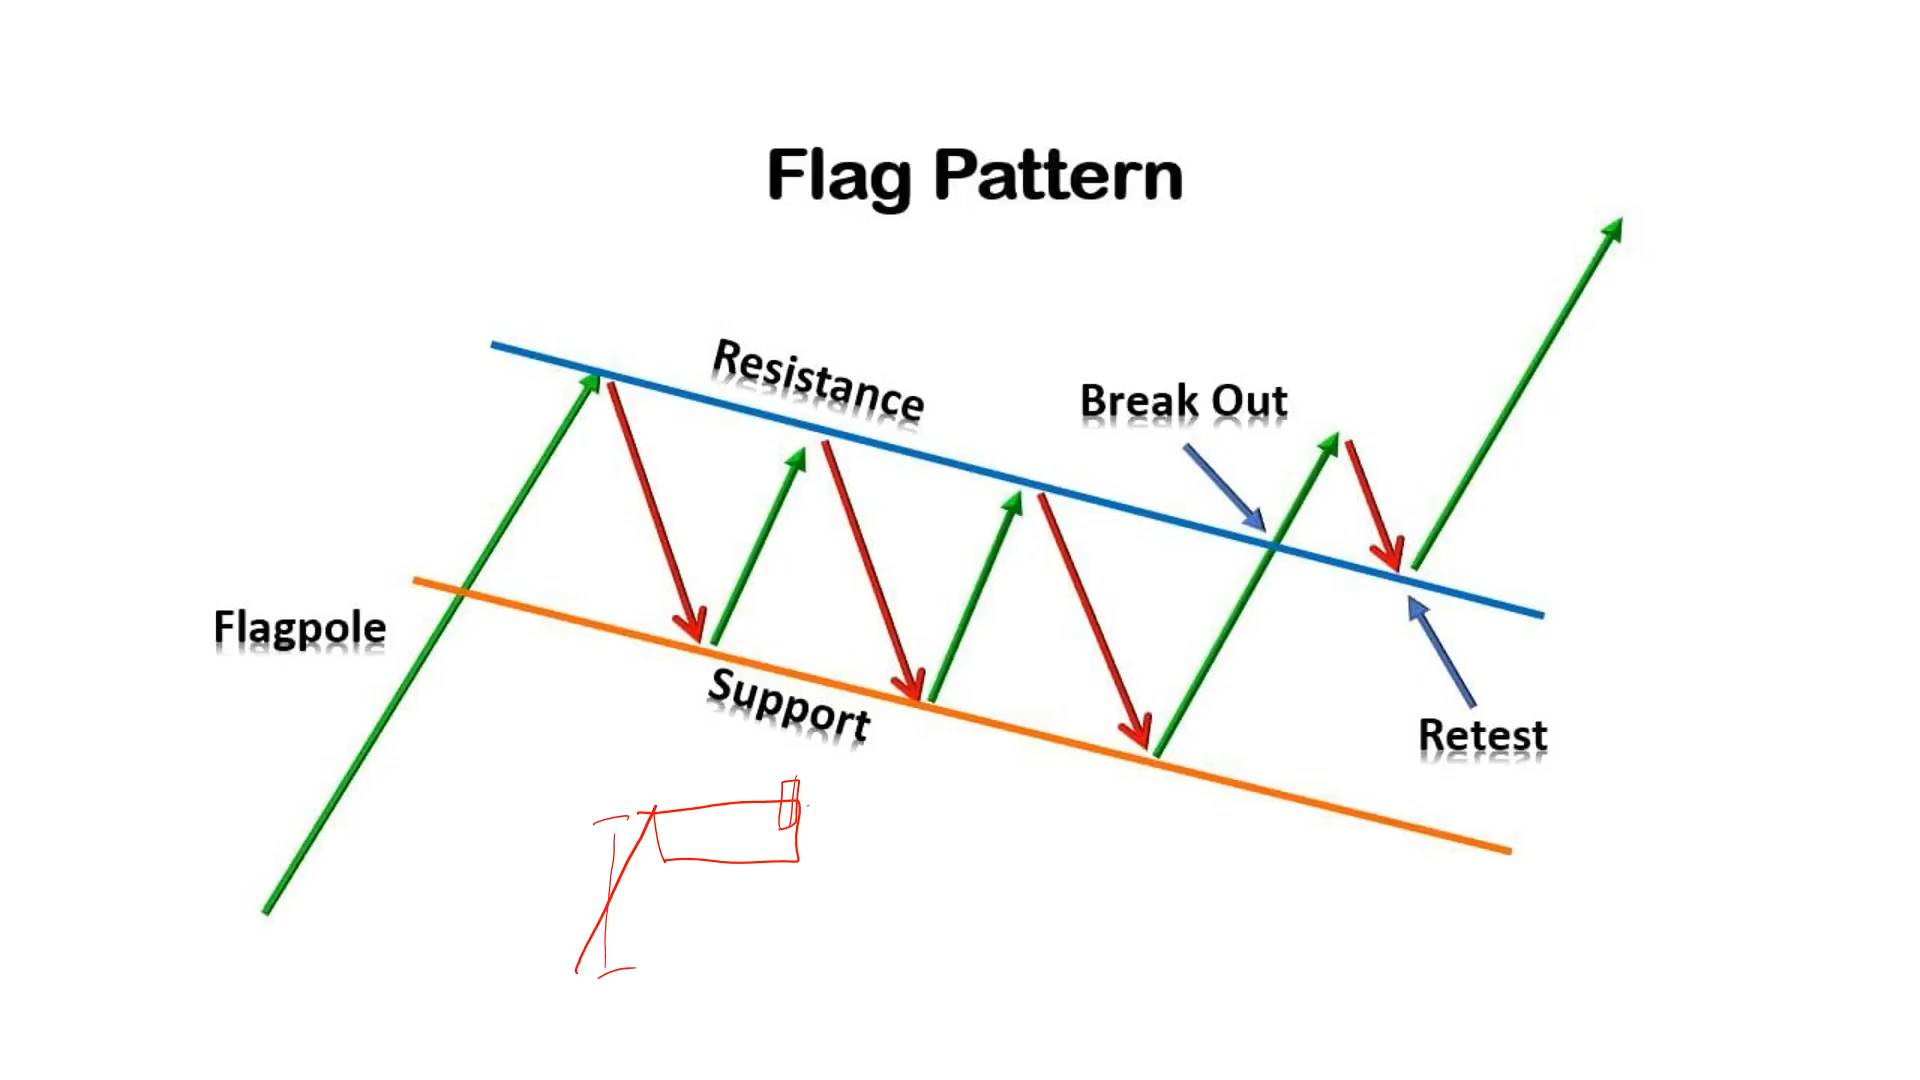 Flag Pattern
Resistance
Break Out
Flagpole
Support
Retest